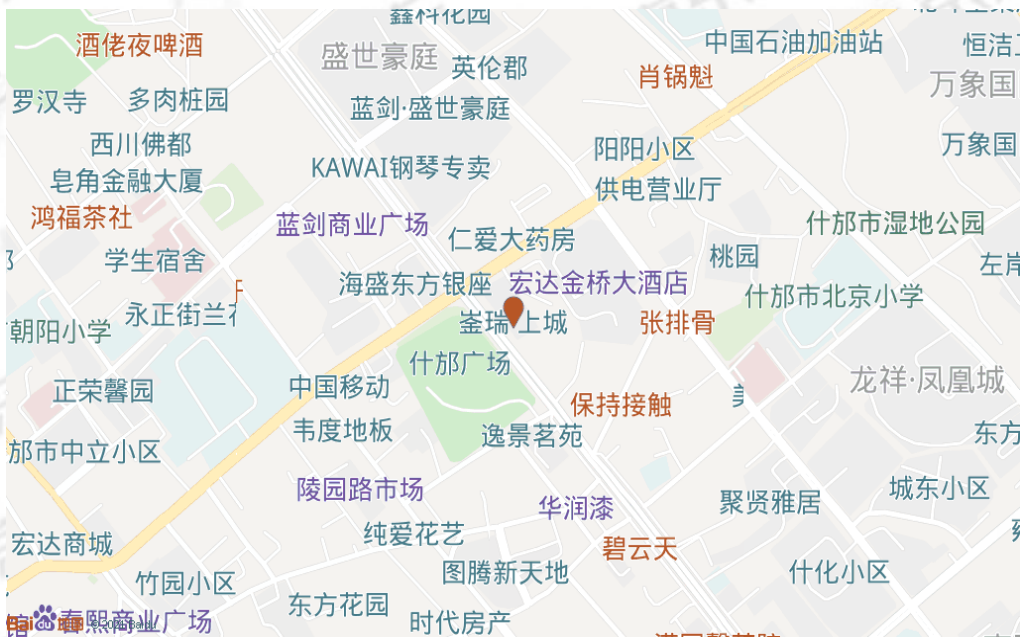 鑫科花园
酒佬夜啤酒
盛世豪庭
中国石油加油站
英伦郡
肖锅魁
万象国
罗汉寺
多肉桩园
蓝剑·盛世豪庭
西川佛都
阳阳小区
万象国
KAWAI钢琴专卖
皂角金融大厦
供电营业厅
鸿福茶社
蓝剑商业广场
仁爱大药房
什邡市湿地公园
学生宿舍
桃园
左岸
海盛东方银座
宏达金桥大酒店
什邡市北京小学
永正街兰花
崟瑞·上城
张排骨
朝阳小学
什邡广场
正荣馨园
中国移动
龙祥·凤凰城
保持接触
韦度地板
逸景茗苑
东方
邡市中立小区
陵园路市场
城东小区
华润漆
聚贤雅居
纯爱花艺
宏达商城
碧云天
图腾新天地
什化小区
竹园小区
东方花园
春熙商业广场
时代房产